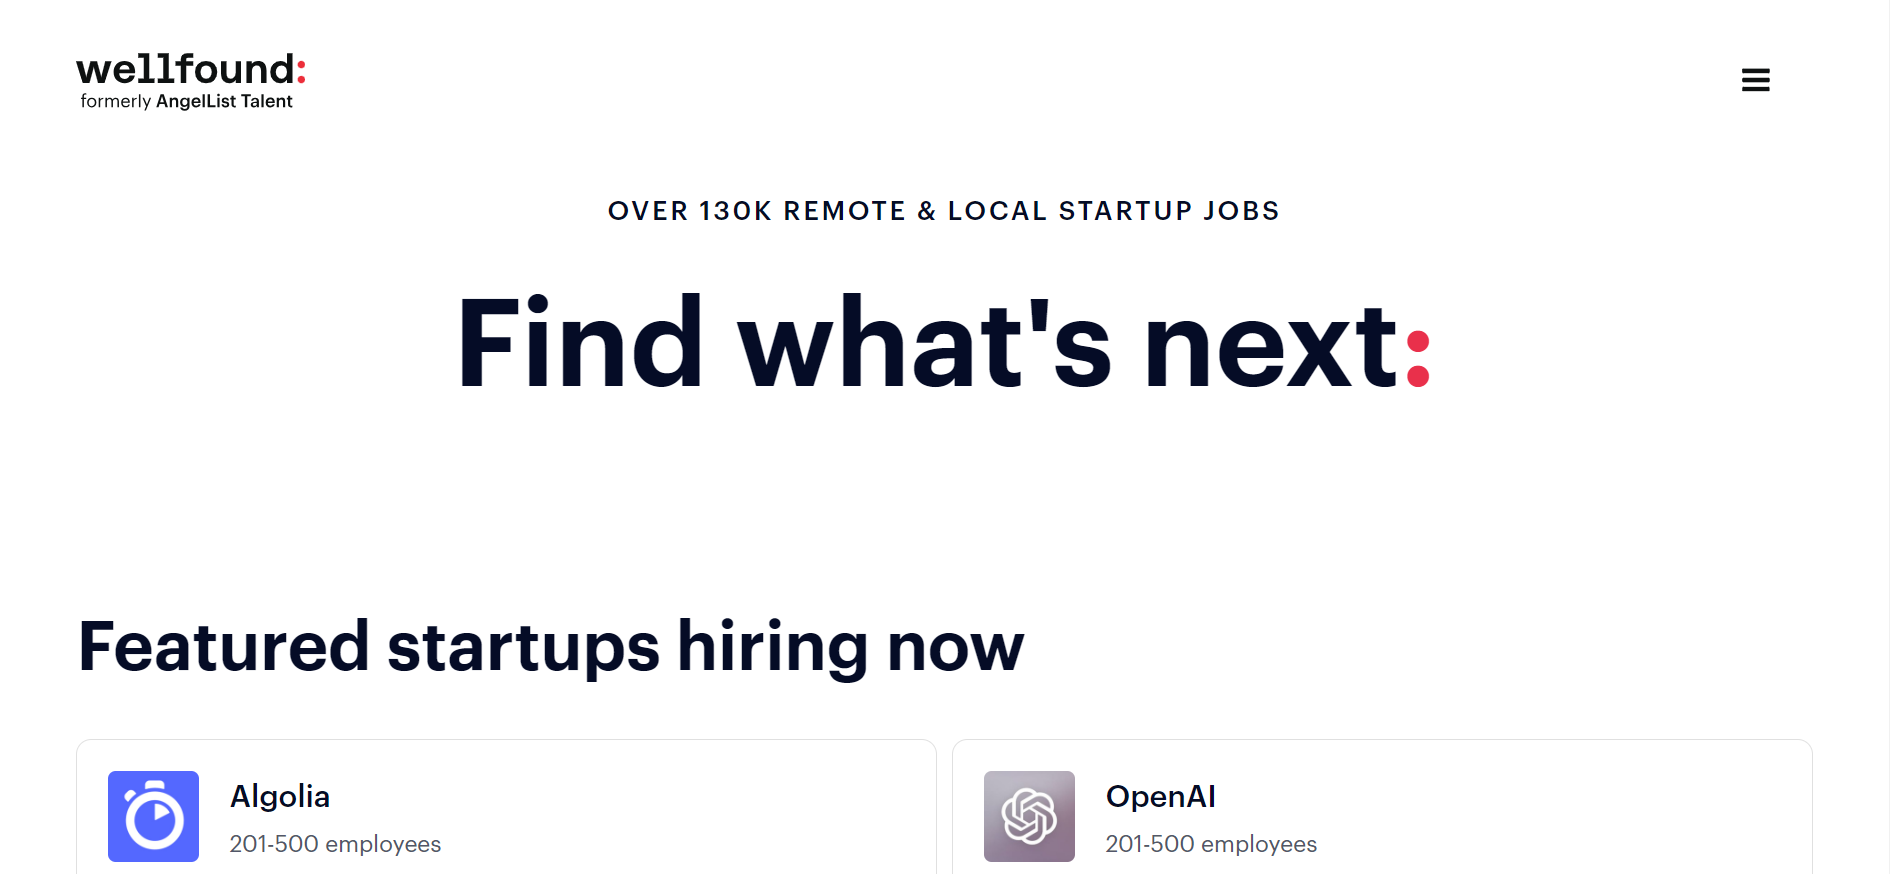 wellfound:
formerly AngelList Talent
OVER 130K REMOTE & LOCAL STARTUP JOBS
Find what's next:
Featured startups hiring now
Algolia
201-500 employees
OpenAI
201-500 employees